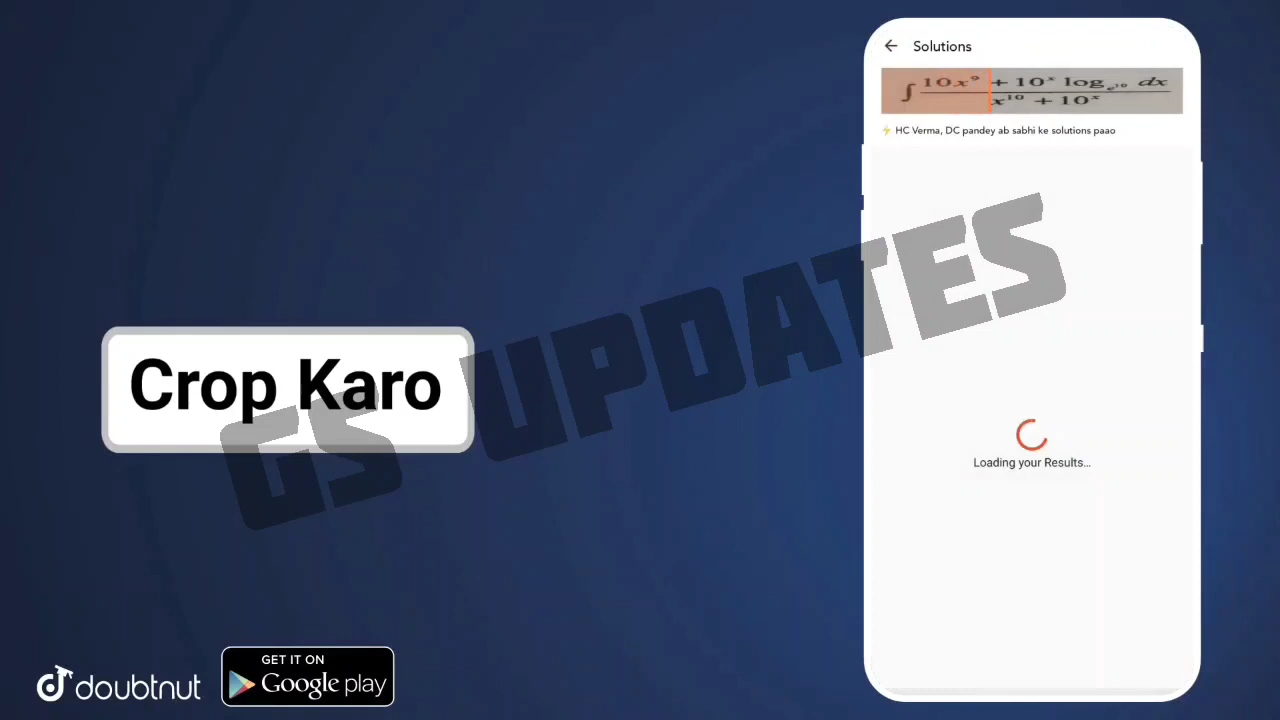 Solutions
∫ 10x⁹ + 10ˣ logₑ¹⁰ dx
x¹⁰ + 10ˣ
⚡ HC Verma, DC pandey ab sabhi ke solutions paao
GS UPDATES
Crop Karo
Loading your Results...
doubtnut
GET IT ON
Google play